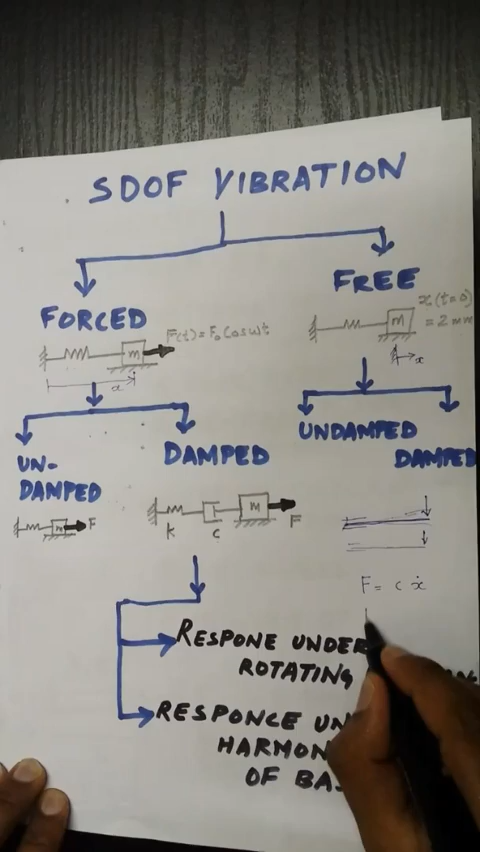 SDOF VIBRATION
FORCED
FREE
m
F(t) = F₀ Cos ωt
x
m
x(t=0)
= 2 mm
x
UN-
DAMPED
DAMPED
UNDAMPED
DAMPED
m
F
k
c
m
F
F = c ẋ
RESPONE UNDER
ROTATING
RESPONCE UN
HARMON
OF BA